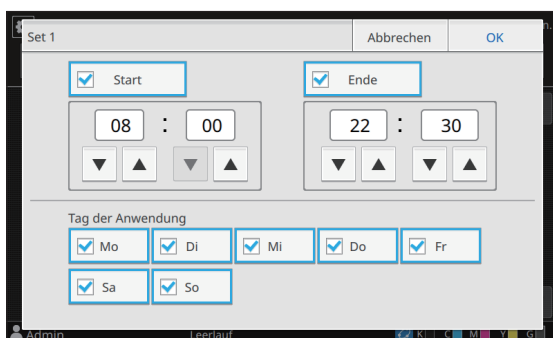 Set 1 Abbrechen OK
Start Ende
08 : 00 22 : 30
Tag der Anwendung
Mo Di Mi Do Fr
Sa So
Admin Leerlauf K C M Y G